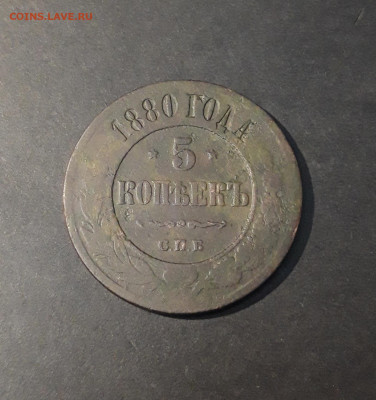 COINS.LAVE.RU
1880 ГОДА
5
КОПѢЕКЪ
С.П.Б.